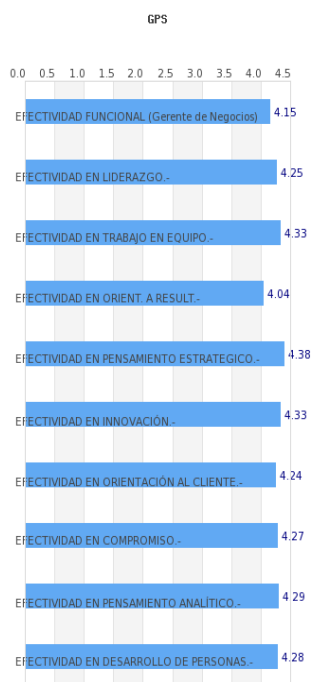 GPS
0.0 0.5 1.0 1.5 2.0 2.5 3.0 3.5 4.0 4.5
EFECTIVIDAD FUNCIONAL (Gerente de Negocios) 4.15
EFECTIVIDAD EN LIDERAZGO.- 4.25
EFECTIVIDAD EN TRABAJO EN EQUIPO.- 4.33
EFECTIVIDAD EN ORIENT. A RESULT.- 4.04
EFECTIVIDAD EN PENSAMIENTO ESTRATEGICO.- 4.38
EFECTIVIDAD EN INNOVACIÓN.- 4.33
EFECTIVIDAD EN ORIENTACIÓN AL CLIENTE.- 4.24
EFECTIVIDAD EN COMPROMISO.- 4.27
EFECTIVIDAD EN PENSAMIENTO ANALÍTICO.- 4.29
EFECTIVIDAD EN DESARROLLO DE PERSONAS.- 4.28